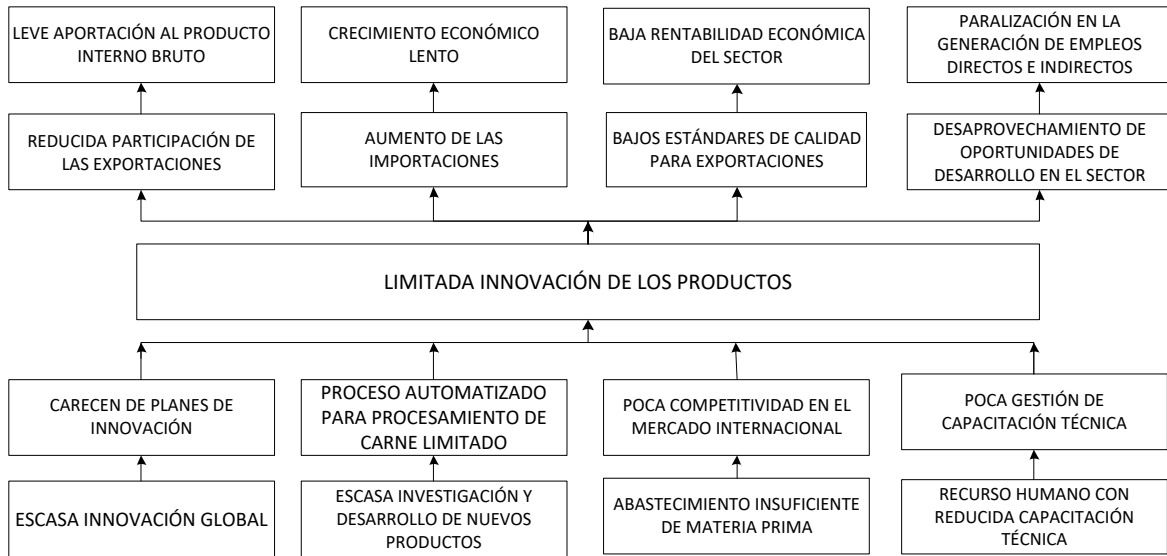 LEVE APORTACIÓN AL PRODUCTO
INTERNO BRUTO
CRECIMIENTO ECONÓMICO
LENTO
BAJA RENTABILIDAD ECONÓMICA
DEL SECTOR
PARALIZACIÓN EN LA
GENERACIÓN DE EMPLEOS
DIRECTOS E INDIRECTOS
REDUCIDA PARTICIPACIÓN DE
LAS EXPORTACIONES
AUMENTO DE LAS
IMPORTACIONES
BAJOS ESTÁNDARES DE CALIDAD
PARA EXPORTACIONES
DESAPROVECHAMIENTO DE
OPORTUNIDADES DE
DESARROLLO EN EL SECTOR
LIMITADA INNOVACIÓN DE LOS PRODUCTOS
CARECEN DE PLANES DE
INNOVACIÓN
PROCESO AUTOMATIZADO
PARA PROCESAMIENTO DE
CARNE LIMITADO
POCA COMPETITIVIDAD EN EL
MERCADO INTERNACIONAL
POCA GESTIÓN DE
CAPACITACIÓN TÉCNICA
ESCASA INNOVACIÓN GLOBAL
ESCASA INVESTIGACIÓN Y
DESARROLLO DE NUEVOS
PRODUCTOS
ABASTECIMIENTO INSUFICIENTE
DE MATERIA PRIMA
RECURSO HUMANO CON
REDUCIDA CAPACITACIÓN
TÉCNICA